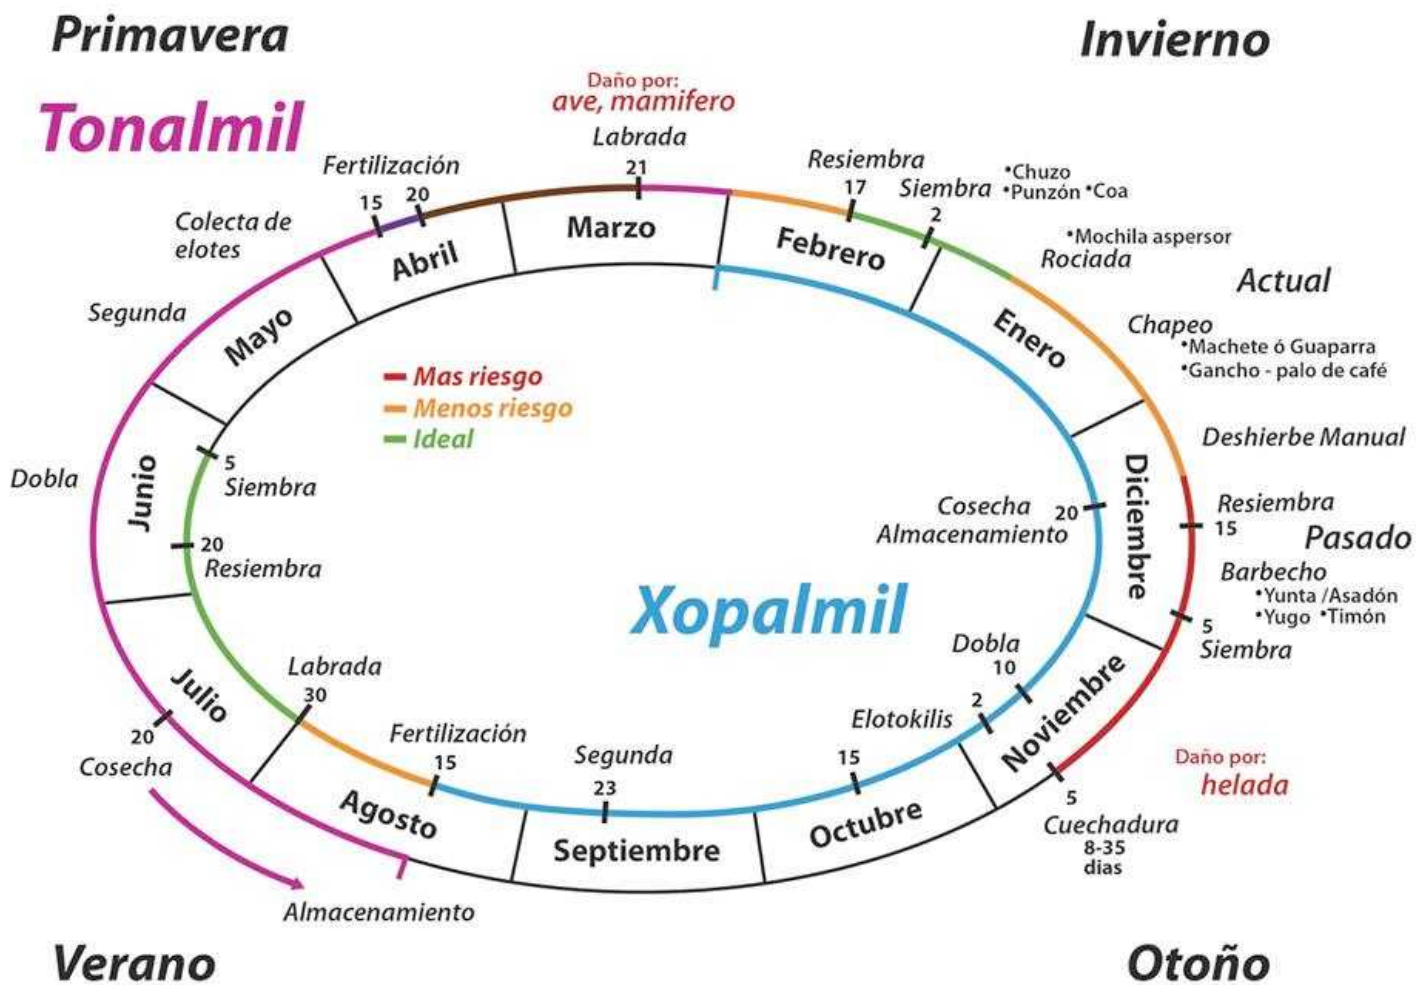 Primavera
Invierno
Tonalmil
Daño por:
ave, mamifero
Labrada
21
Fertilización
15
20
Resiembra
17
Siembra
2
•Chuzo
•Punzón •Coa
•Mochila aspersor
Rociada
Actual
Chapeo
•Machete ó Guaparra
•Gancho - palo de café
Deshierbe Manual
Resiembra
15
Pasado
Barbecho
•Yunta /Asadón
•Yugo •Timón
5
Siembra
Daño por:
helada
5
Cuechadura
8-35
dias
Colecta de
elotes
Segunda
Dobla
20
Cosecha
Almacenamiento
Marzo
Febrero
Enero
Diciembre
Noviembre
Octubre
Septiembre
Agosto
Julio
Junio
Mayo
Abril
Mas riesgo
Menos riesgo
Ideal
5
Siembra
20
Resiembra
Labrada
30
Fertilización
15
Segunda
23
Elotokilis
15
2
Dobla
10
Cosecha
Almacenamiento
20
Xopalmil
Verano
Otoño